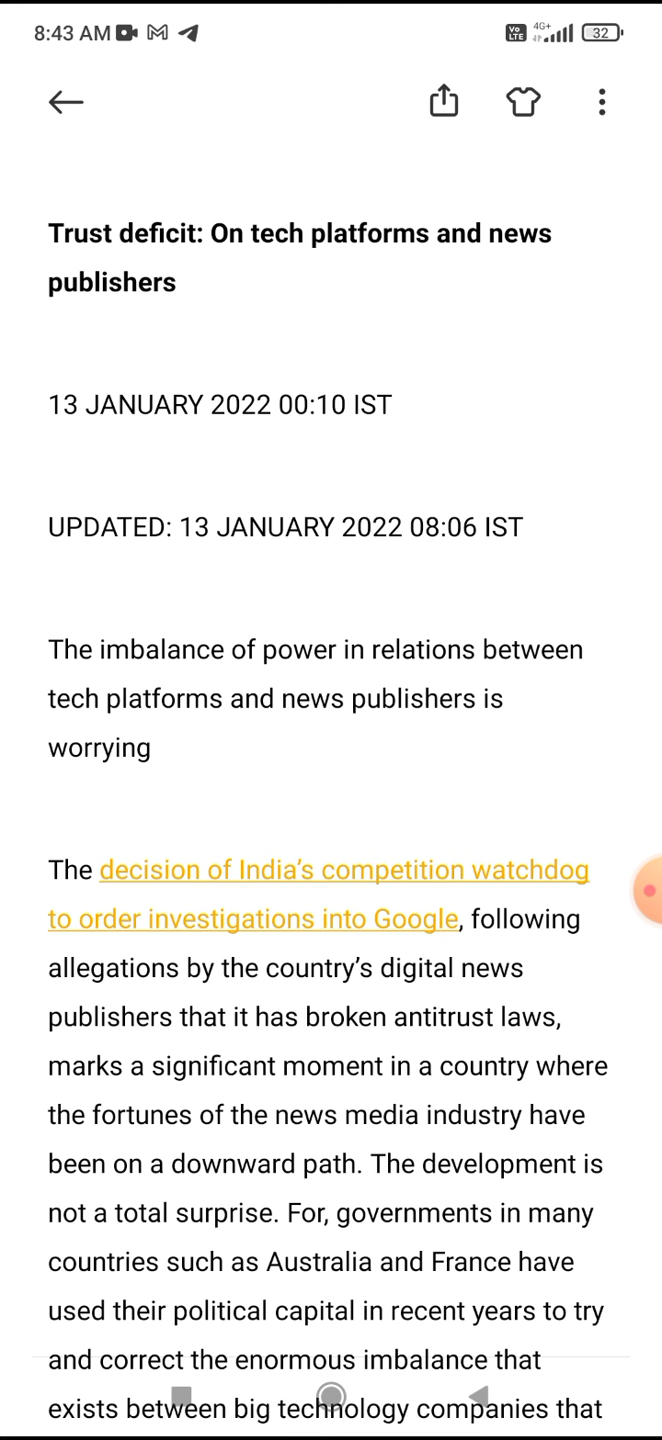 8:43 AM
Vo LTE 4G+ 32
Trust deficit: On tech platforms and news
publishers
13 JANUARY 2022 00:10 IST
UPDATED: 13 JANUARY 2022 08:06 IST
The imbalance of power in relations between
tech platforms and news publishers is
worrying
The decision of India’s competition watchdog
to order investigations into Google, following
allegations by the country’s digital news
publishers that it has broken antitrust laws,
marks a significant moment in a country where
the fortunes of the news media industry have
been on a downward path. The development is
not a total surprise. For, governments in many
countries such as Australia and France have
used their political capital in recent years to try
and correct the enormous imbalance that
exists between big technology companies that